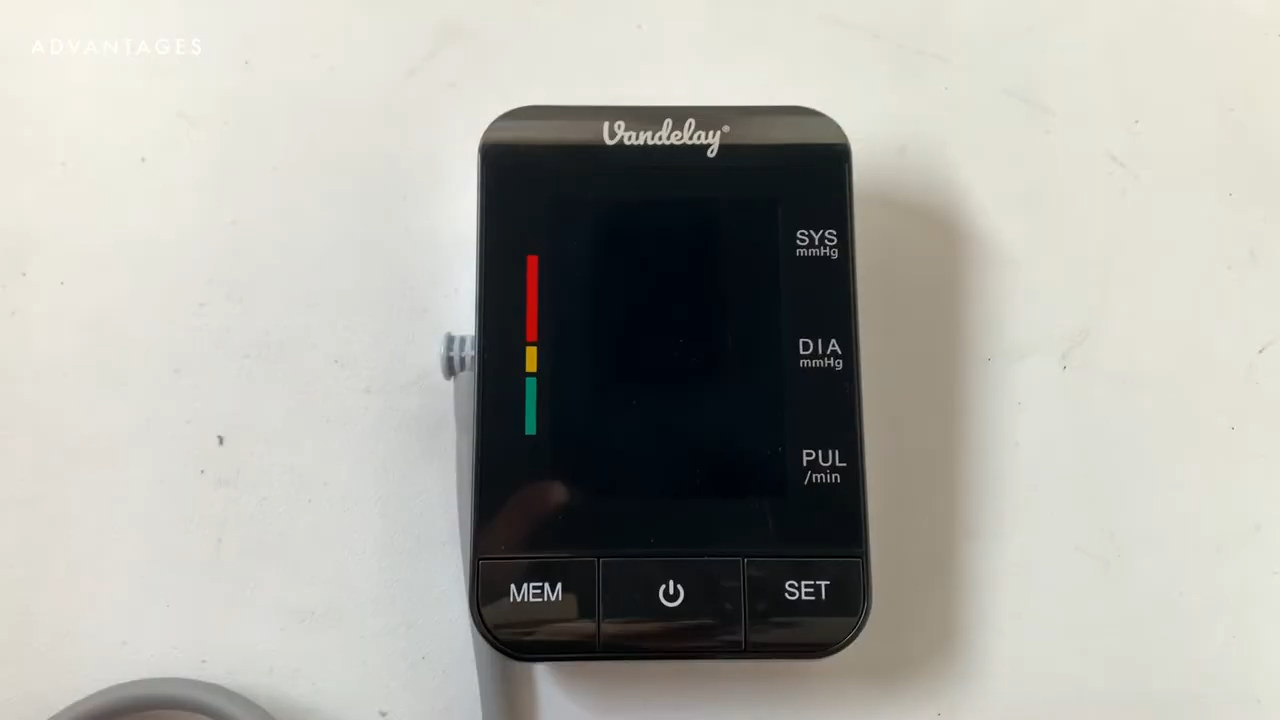 ADVANTAGES
Vandelay®
SYS
mmHg
DIA
mmHg
PUL
/min
MEM
SET